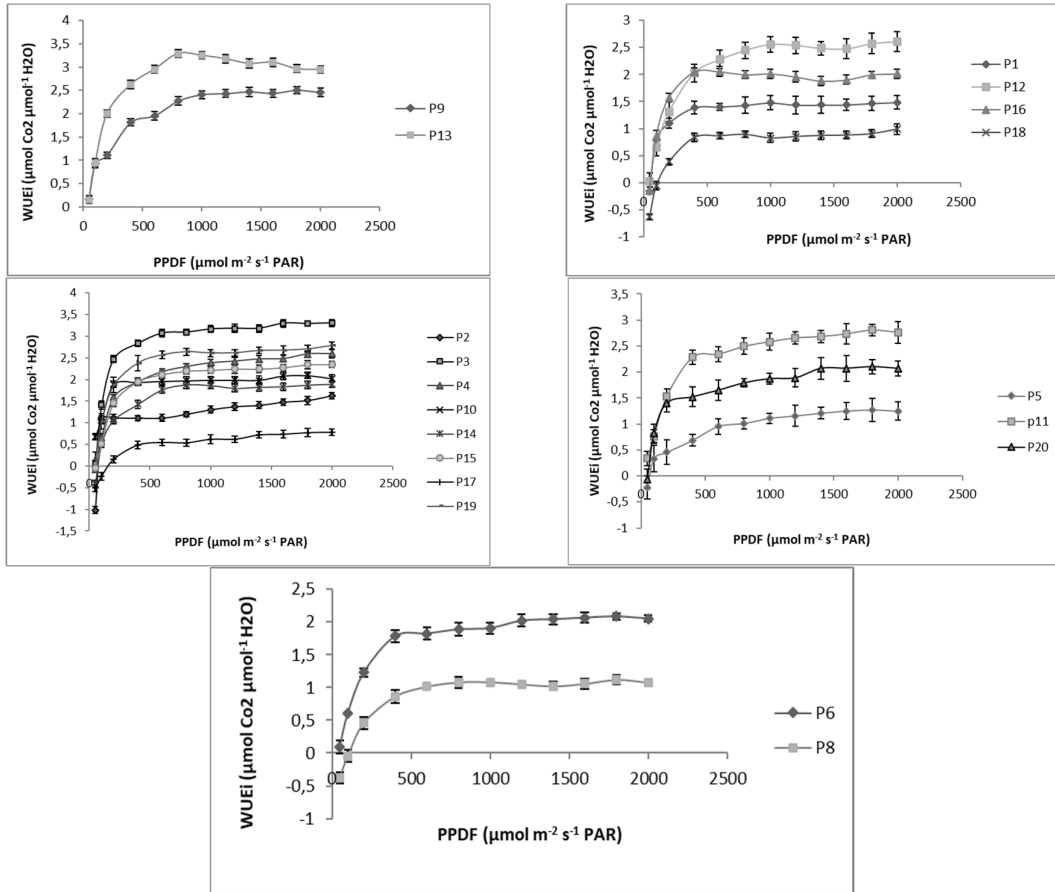 WUEi (µmol Co2 µmol⁻¹ H2O)
4
3,5
3
2,5
2
1,5
1
0,5
0
0 500 1000 1500 2000 2500
PPDF (µmol m⁻² s⁻¹ PAR)
P9
P13
WUEi (µmol Co2 µmol⁻¹ H2O)
3
2,5
2
1,5
1
0,5
0
-0,5
-1
0 500 1000 1500 2000 2500
PPDF (µmol m⁻² s⁻¹ PAR)
P1
P12
P16
P18
WUEi (µmol Co2 µmol⁻¹ H2O)
4
3,5
3
2,5
2
1,5
1
0,5
0
-0,5
-1
-1,5
0 500 1000 1500 2000 2500
PPDF (µmol m⁻² s⁻¹ PAR)
P2
P3
P4
P10
P14
P15
P17
P19
WUEi (µmol Co2 µmol⁻¹ H2O)
3,5
3
2,5
2
1,5
1
0,5
0
-0,5
-1
0 500 1000 1500 2000 2500
PPDF (µmol m⁻² s⁻¹ PAR)
P5
p11
P20
WUEi (µmol Co2 µmol⁻¹ H2O)
2,5
2
1,5
1
0,5
0
-0,5
-1
0 500 1000 1500 2000 2500
PPDF (µmol m⁻² s⁻¹ PAR)
P6
P8